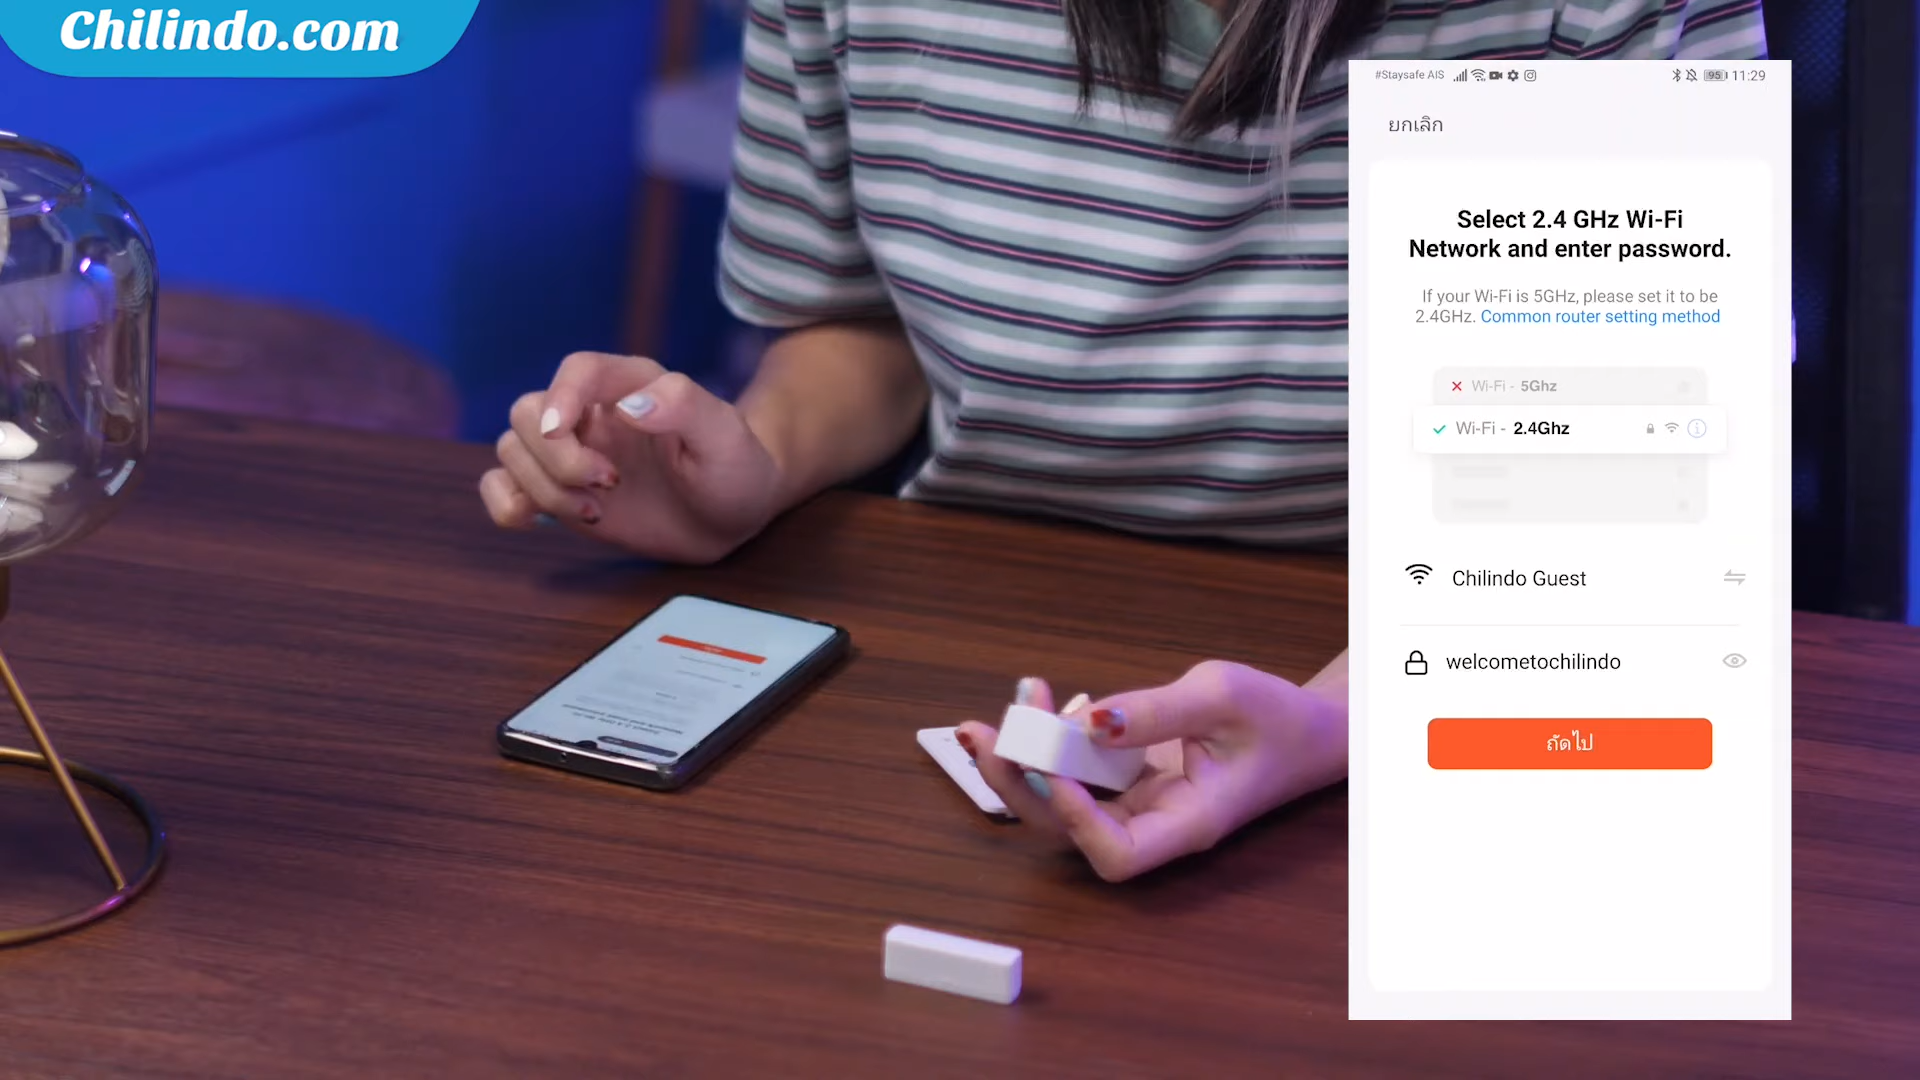 Chilindo.com
#Staysafe AIS
95
11:29
ยกเลิก
Select 2.4 GHz Wi-Fi
Network and enter password.
If your Wi-Fi is 5GHz, please set it to be
2.4GHz. Common router setting method
Wi-Fi - 5Ghz
Wi-Fi - 2.4Ghz
Chilindo Guest
welcometochilindo
ถัดไป